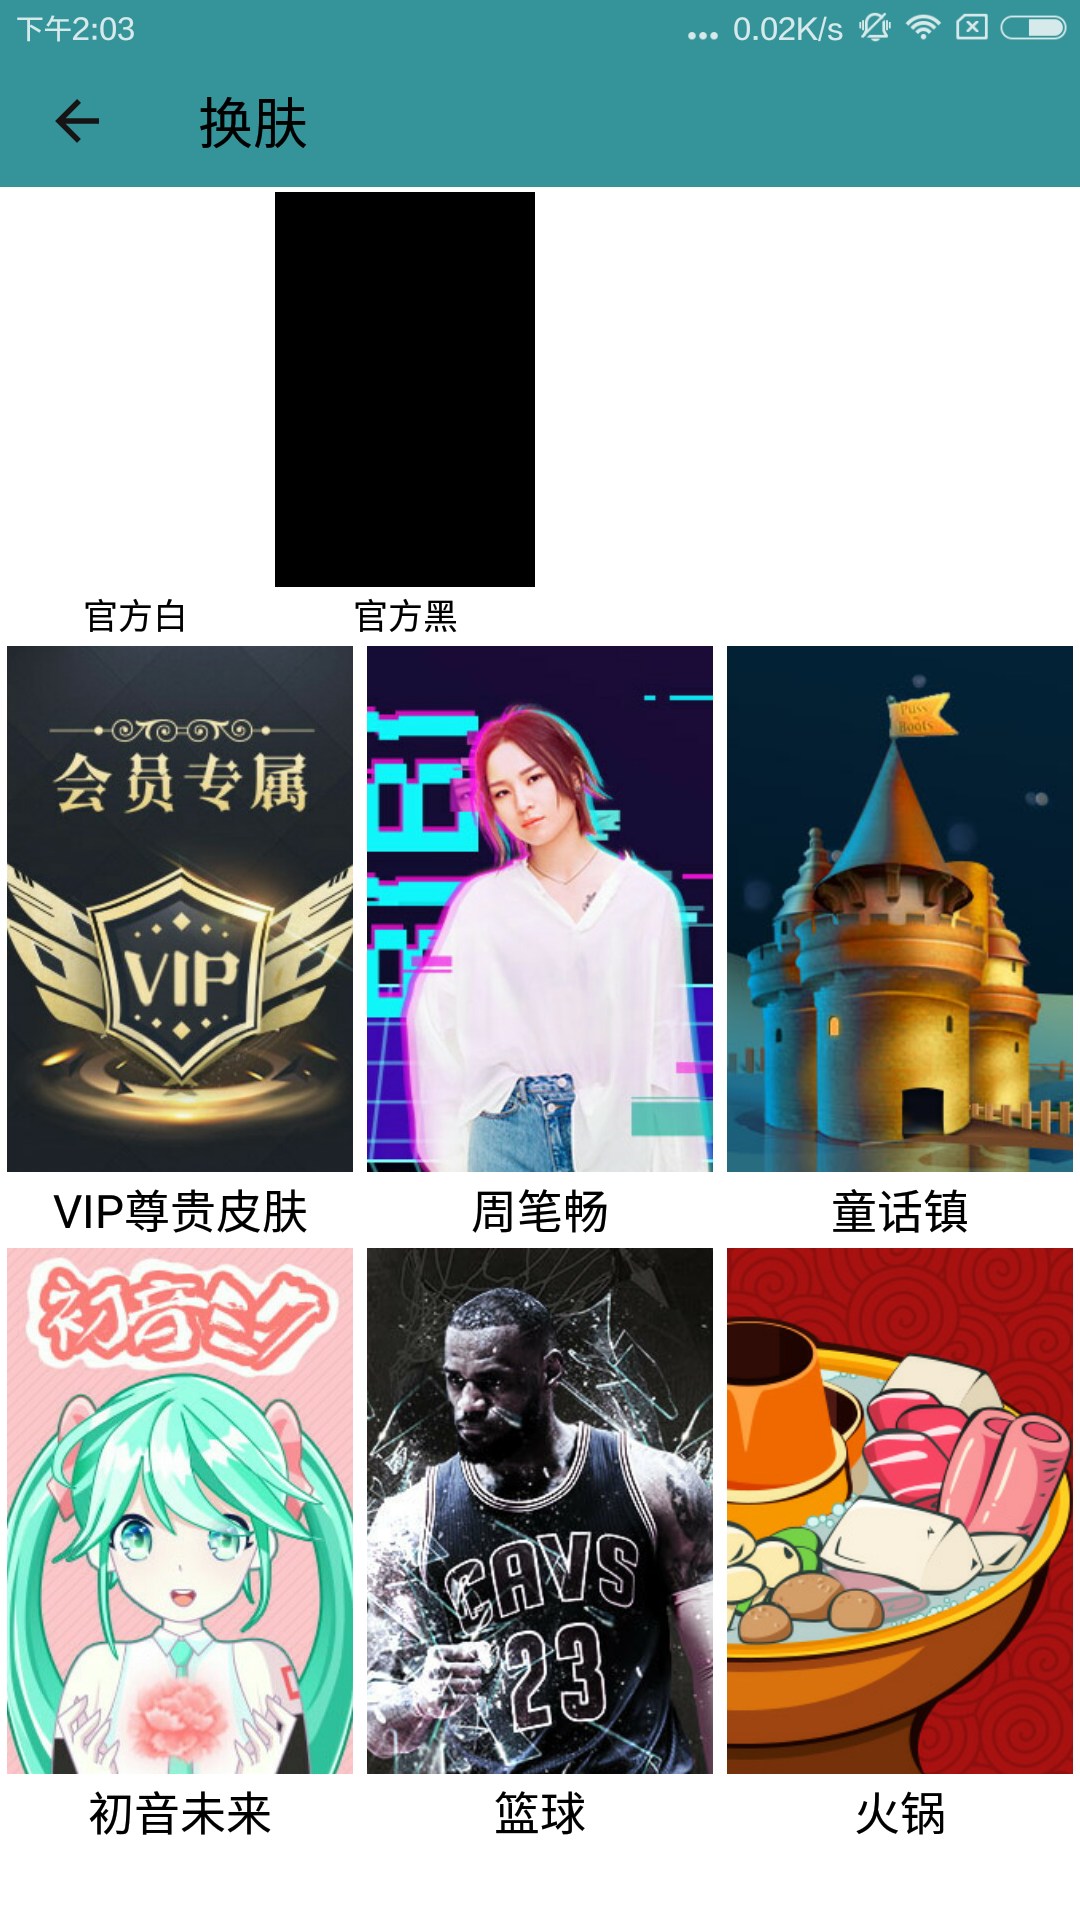 下午2:03 ... 0.02K/s
换肤
官方白 官方黑
会员专属
VIP
Puss
Boots
VIP尊贵皮肤 周笔畅 童话镇
初音ミク
CAVS
23
初音未来 篮球 火锅